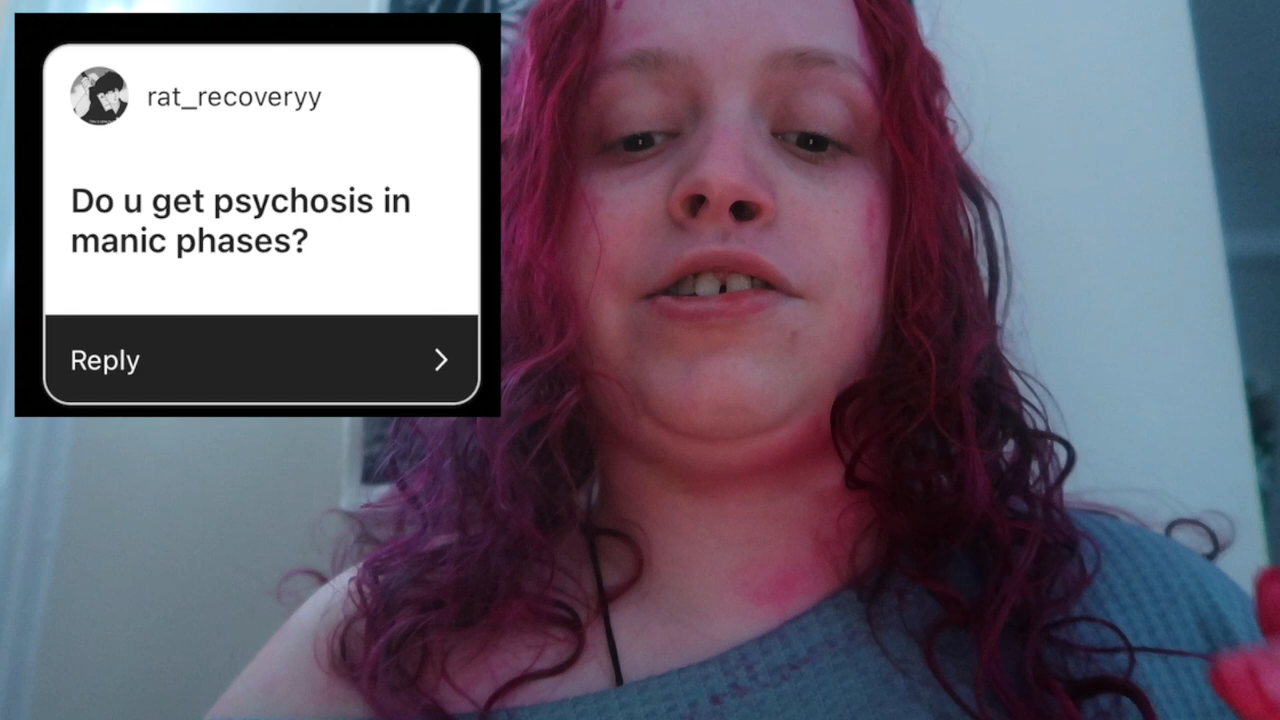 rat_recoveryy
Do u get psychosis in
manic phases?
Reply